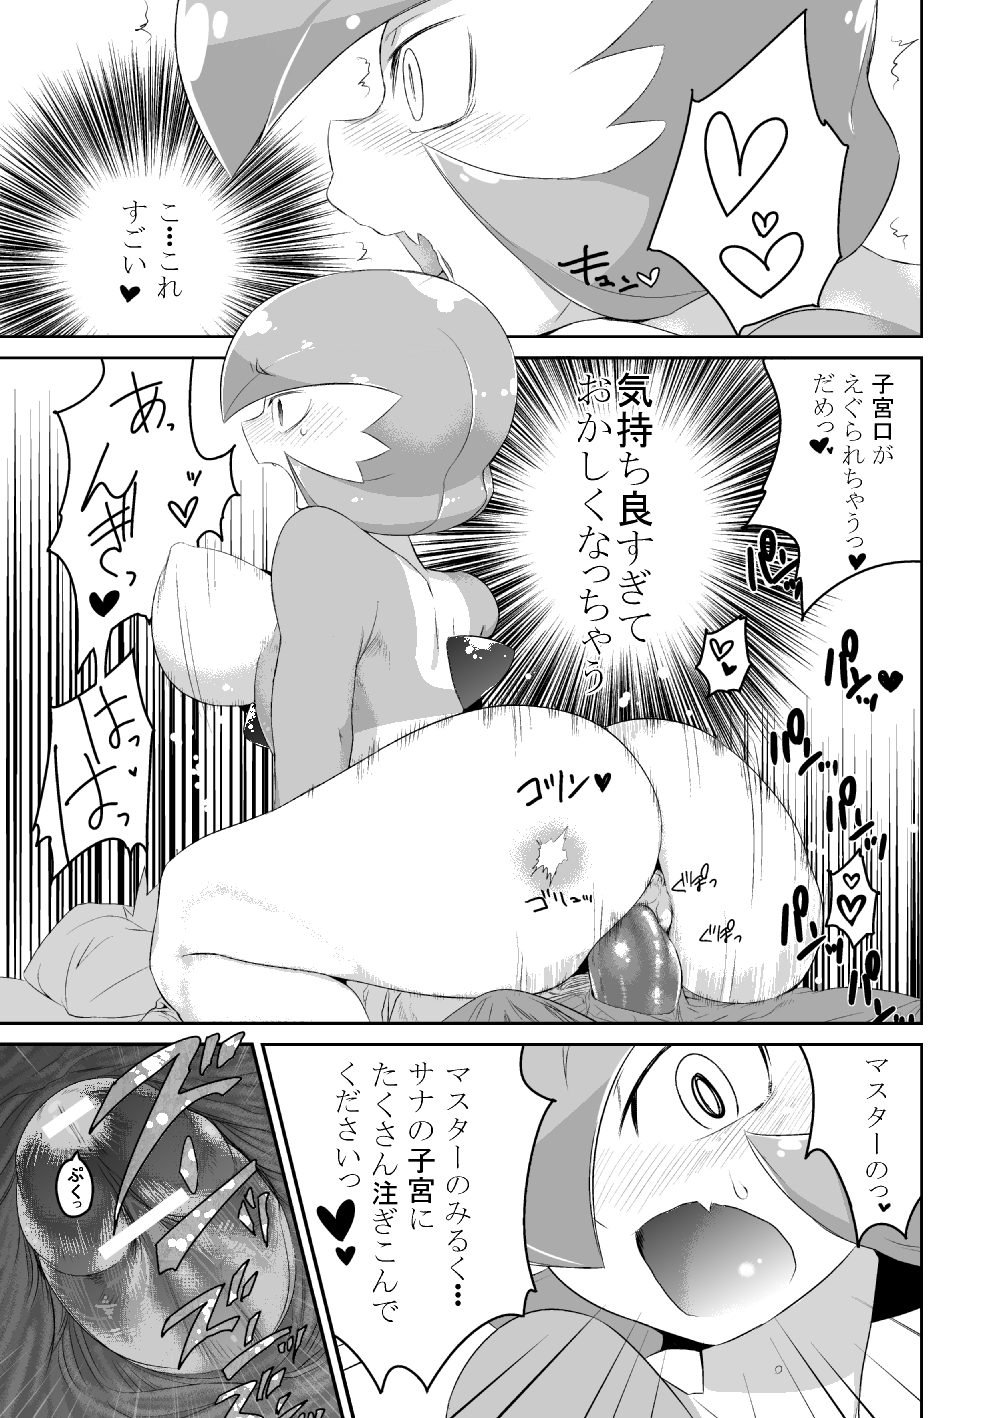 キュン
こ…これ
すごい♥
子宮口が
えぐられちゃうっ♥
だめっ♥
気持ち良すぎて
おかしくなっちゃう
あっ
んぎっ♥
はっ
はっ
パンッ
パンッ♥
パンッ
パンッ
パンッ
ゴリン♥
ゴリュッ
ぐぽっ
ぐぽっ
マスターのっ♥
マスターのみるく…
サナの子宮に
たくさん注ぎこんで
くださいっ♥♥
ぷくっ